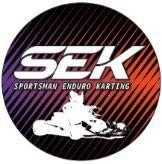 SEK
SPORTSMAN ENDURO KARTING